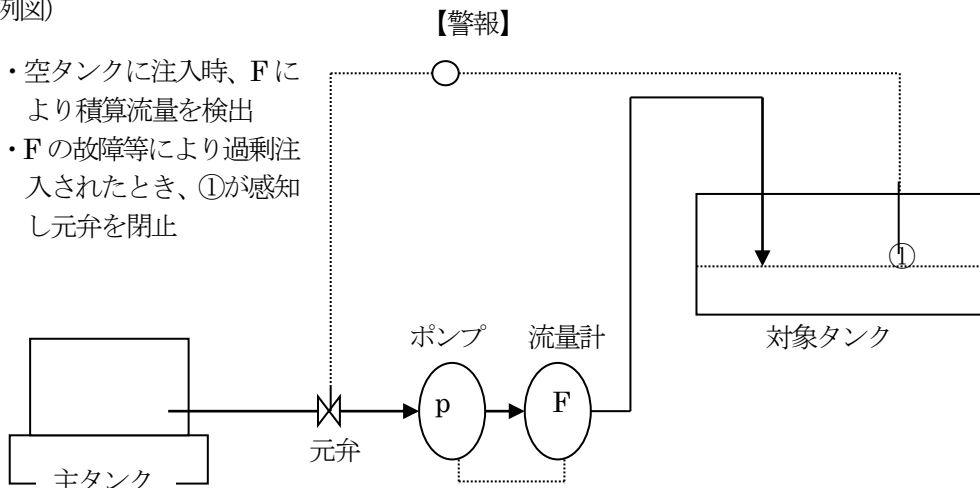 列図)
【警報】
・空タンクに注入時、Fに
より積算流量を検出
・Fの故障等により過剰注
入されたとき、①が感知
し元弁を閉止
①
対象タンク
ポンプ
流量計
p
F
元弁
主タンク